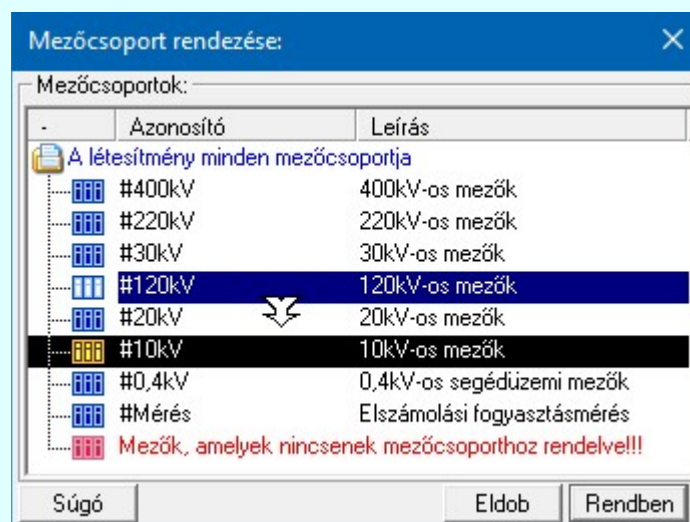 Mezőcsoport rendezése:
Mezőcsoportok:
- Azonosító Leírás
A létesítmény minden mezőcsoportja
#400kV 400kV-os mezők
#220kV 220kV-os mezők
#30kV 30kV-os mezők
#120kV 120kV-os mezők
#20kV 20kV-os mezők
#10kV 10kV-os mezők
#0,4kV 0,4kV-os segédüzemi mezők
#Mérés Elszámolási fogyasztásmérés
Mezők, amelyek nincsenek mezőcsoporthoz rendelve!!!
Súgó Eldob Rendben